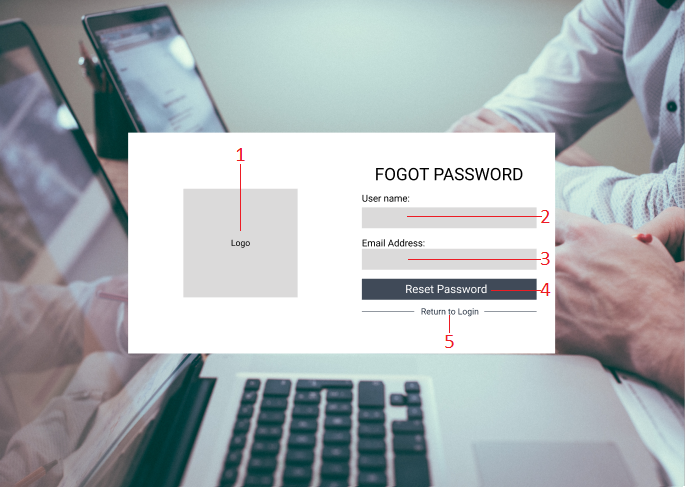 1
Logo
FOGOT PASSWORD
User name:
2
Email Address:
3
Reset Password
4
Return to Login
5